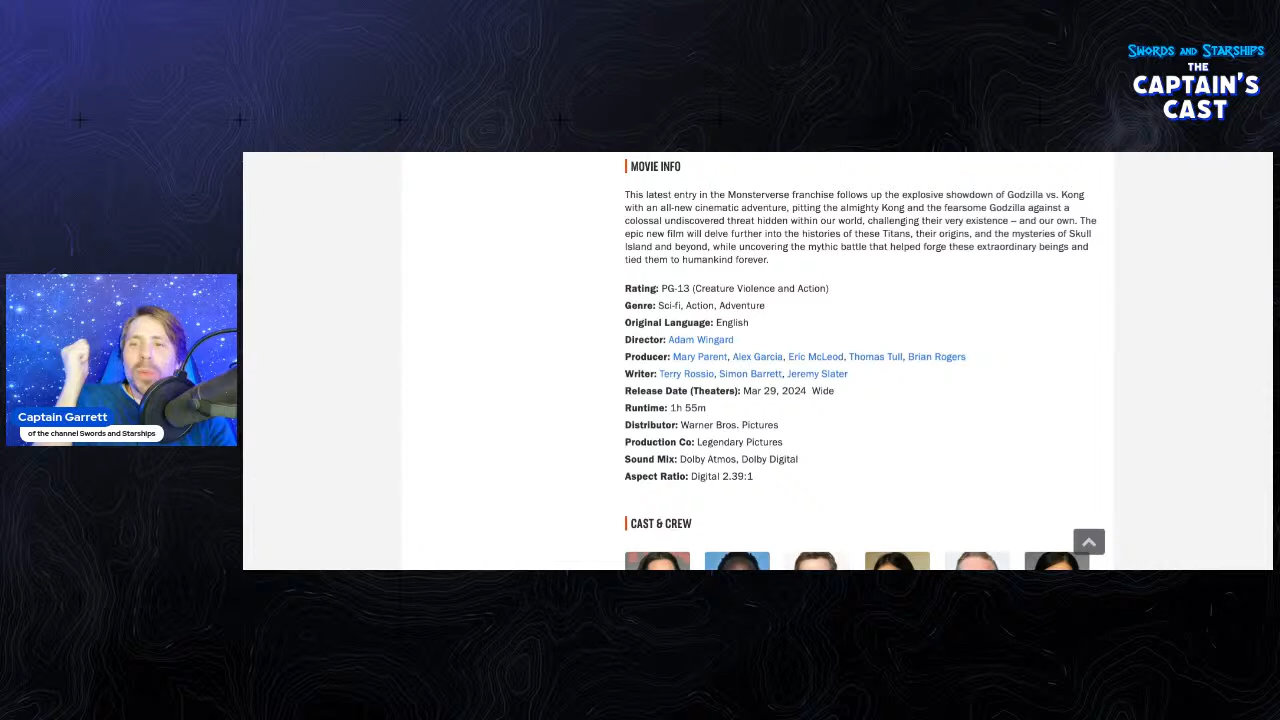 SWORDS AND STARSHIPS
THE
CAPTAIN'S
CAST
MOVIE INFO
This latest entry in the Monsterverse franchise follows up the explosive showdown of Godzilla vs. Kong
with an all-new cinematic adventure, pitting the almighty Kong and the fearsome Godzilla against a
colossal undiscovered threat hidden within our world, challenging their very existence – and our own. The
epic new film will delve further into the histories of these Titans, their origins, and the mysteries of Skull
Island and beyond, while uncovering the mythic battle that helped forge these extraordinary beings and
tied them to humankind forever.
Rating: PG-13 (Creature Violence and Action)
Genre: Sci-fi, Action, Adventure
Original Language: English
Director: Adam Wingard
Producer: Mary Parent, Alex Garcia, Eric McLeod, Thomas Tull, Brian Rogers
Writer: Terry Rossio, Simon Barrett, Jeremy Slater
Release Date (Theaters): Mar 29, 2024 Wide
Runtime: 1h 55m
Distributor: Warner Bros. Pictures
Production Co: Legendary Pictures
Sound Mix: Dolby Atmos, Dolby Digital
Aspect Ratio: Digital 2.39:1
CAST & CREW
Captain Garrett
of the channel Swords and Starships